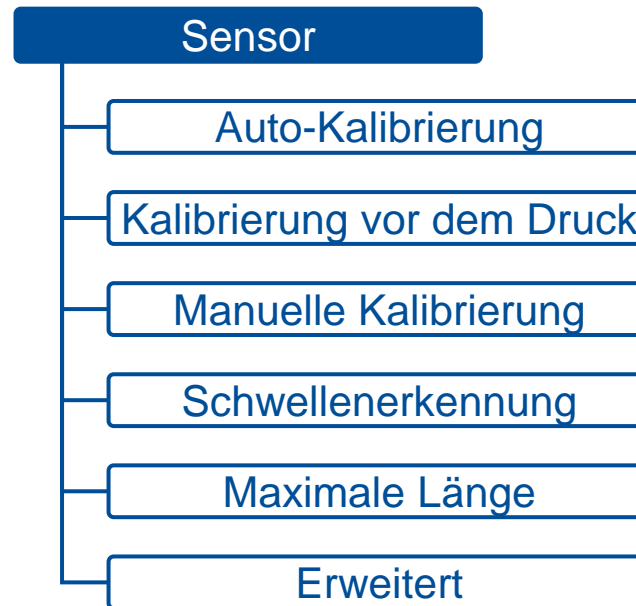 Sensor
Auto-Kalibrierung
Kalibrierung vor dem Druck
Manuelle Kalibrierung
Schwellenerkennung
Maximale Länge
Erweitert